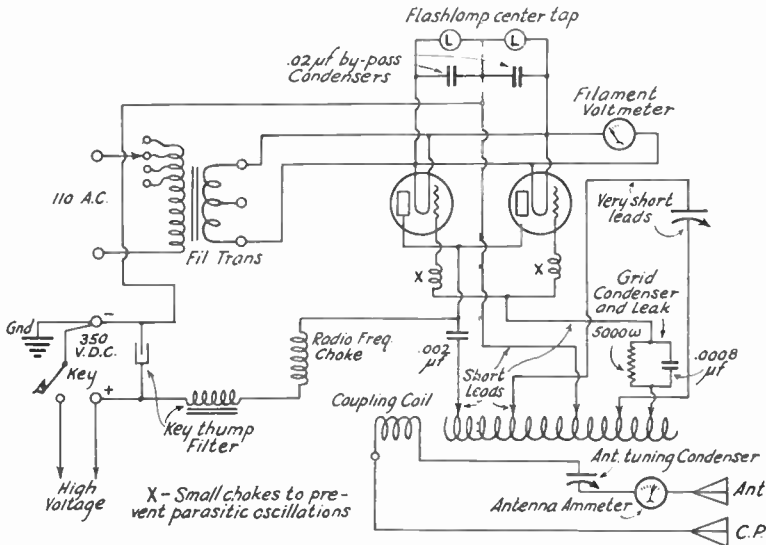 Flashlamp center tap
L
L
.02 µf by-pass
Condensers
Filament
Voltmeter
110 A.C.
Fil Trans
Very short
leads
X
X
Grid
Condenser
and Leak
5000ω
.0008
µf
Gnd
−
350
V.D.C.
Key
+
Key thump
Filter
Radio Freq.
Choke
.002
µf
Short
Leads
Coupling Coil
High
Voltage
X - Small chokes to pre-
vent parasitic oscillations
Ant. tuning Condenser
Antenna Ammeter
Ant
C.P.